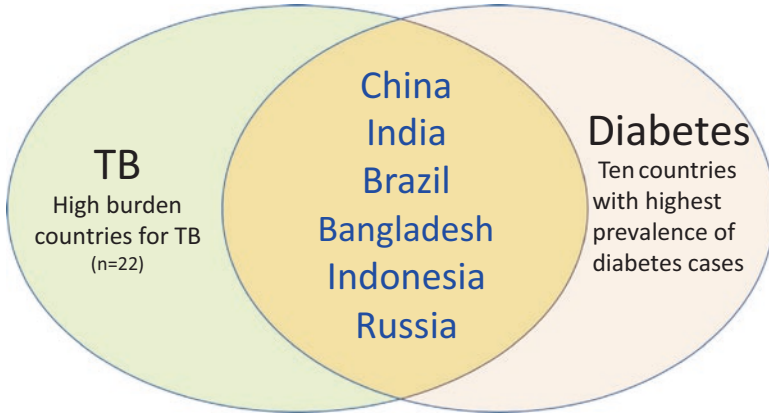 TB
High burden
countries for TB
(n=22)
China
India
Brazil
Bangladesh
Indonesia
Russia
Diabetes
Ten countries
with highest
prevalence of
diabetes cases